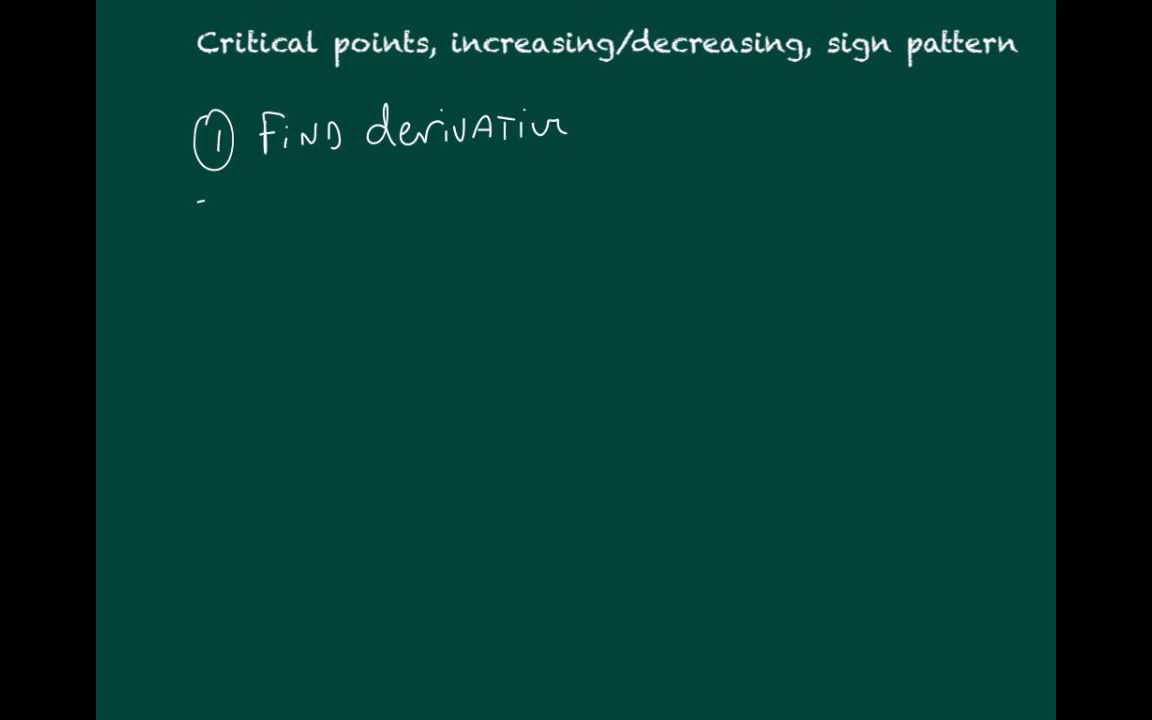 Critical points, increasing/decreasing, sign pattern
① FiND derivATive